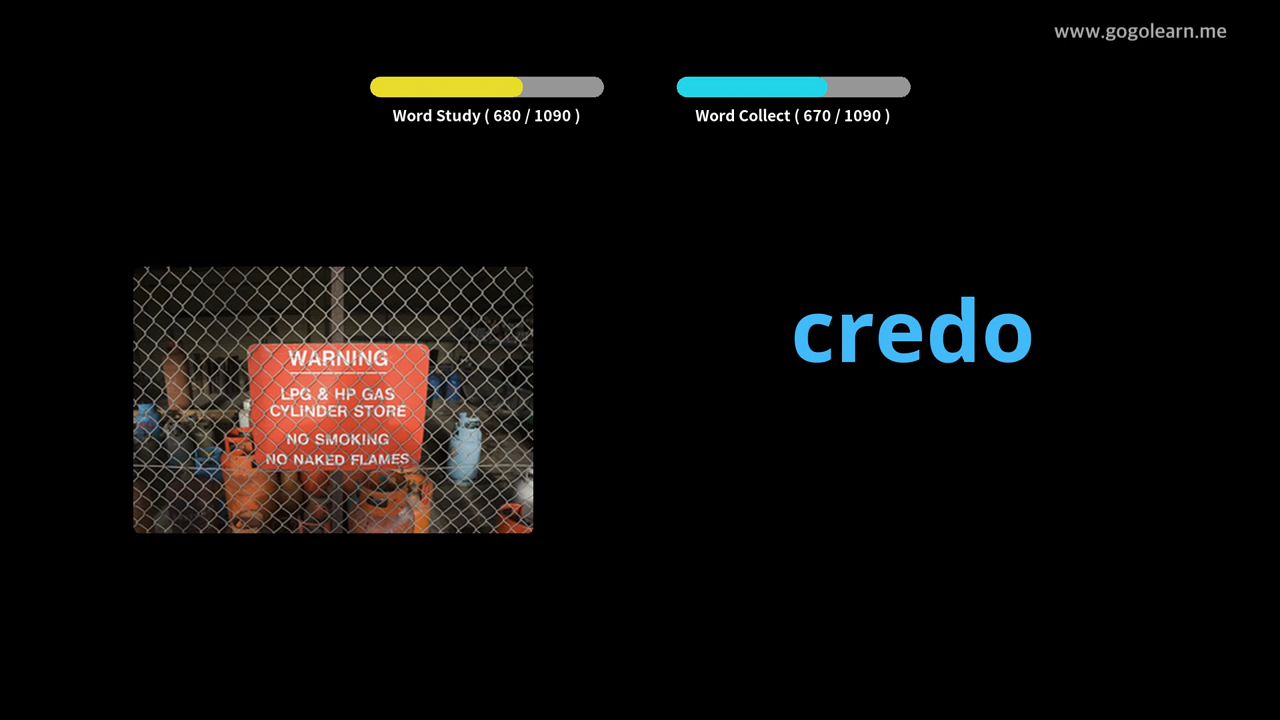 www.gogolearn.me
Word Study ( 680 / 1090 )
Word Collect ( 670 / 1090 )
WARNING
LPG & HP GAS
CYLINDER STORE
NO SMOKING
NO NAKED FLAMES
credo